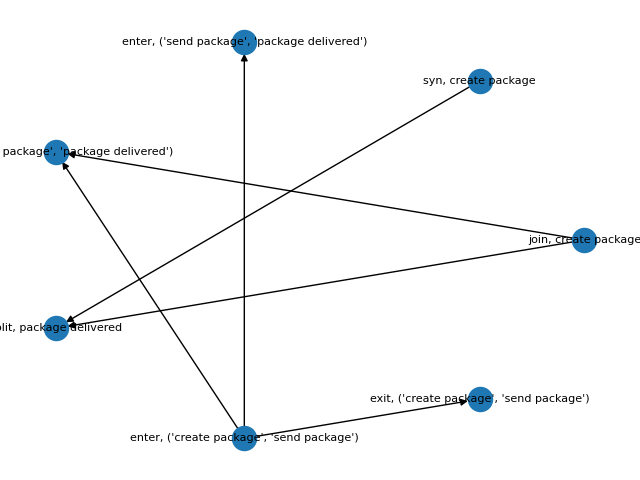 enter, ('send package', 'package delivered')
syn, create package
package', 'package delivered')
join, create package
split, package delivered
exit, ('create package', 'send package')
enter, ('create package', 'send package')